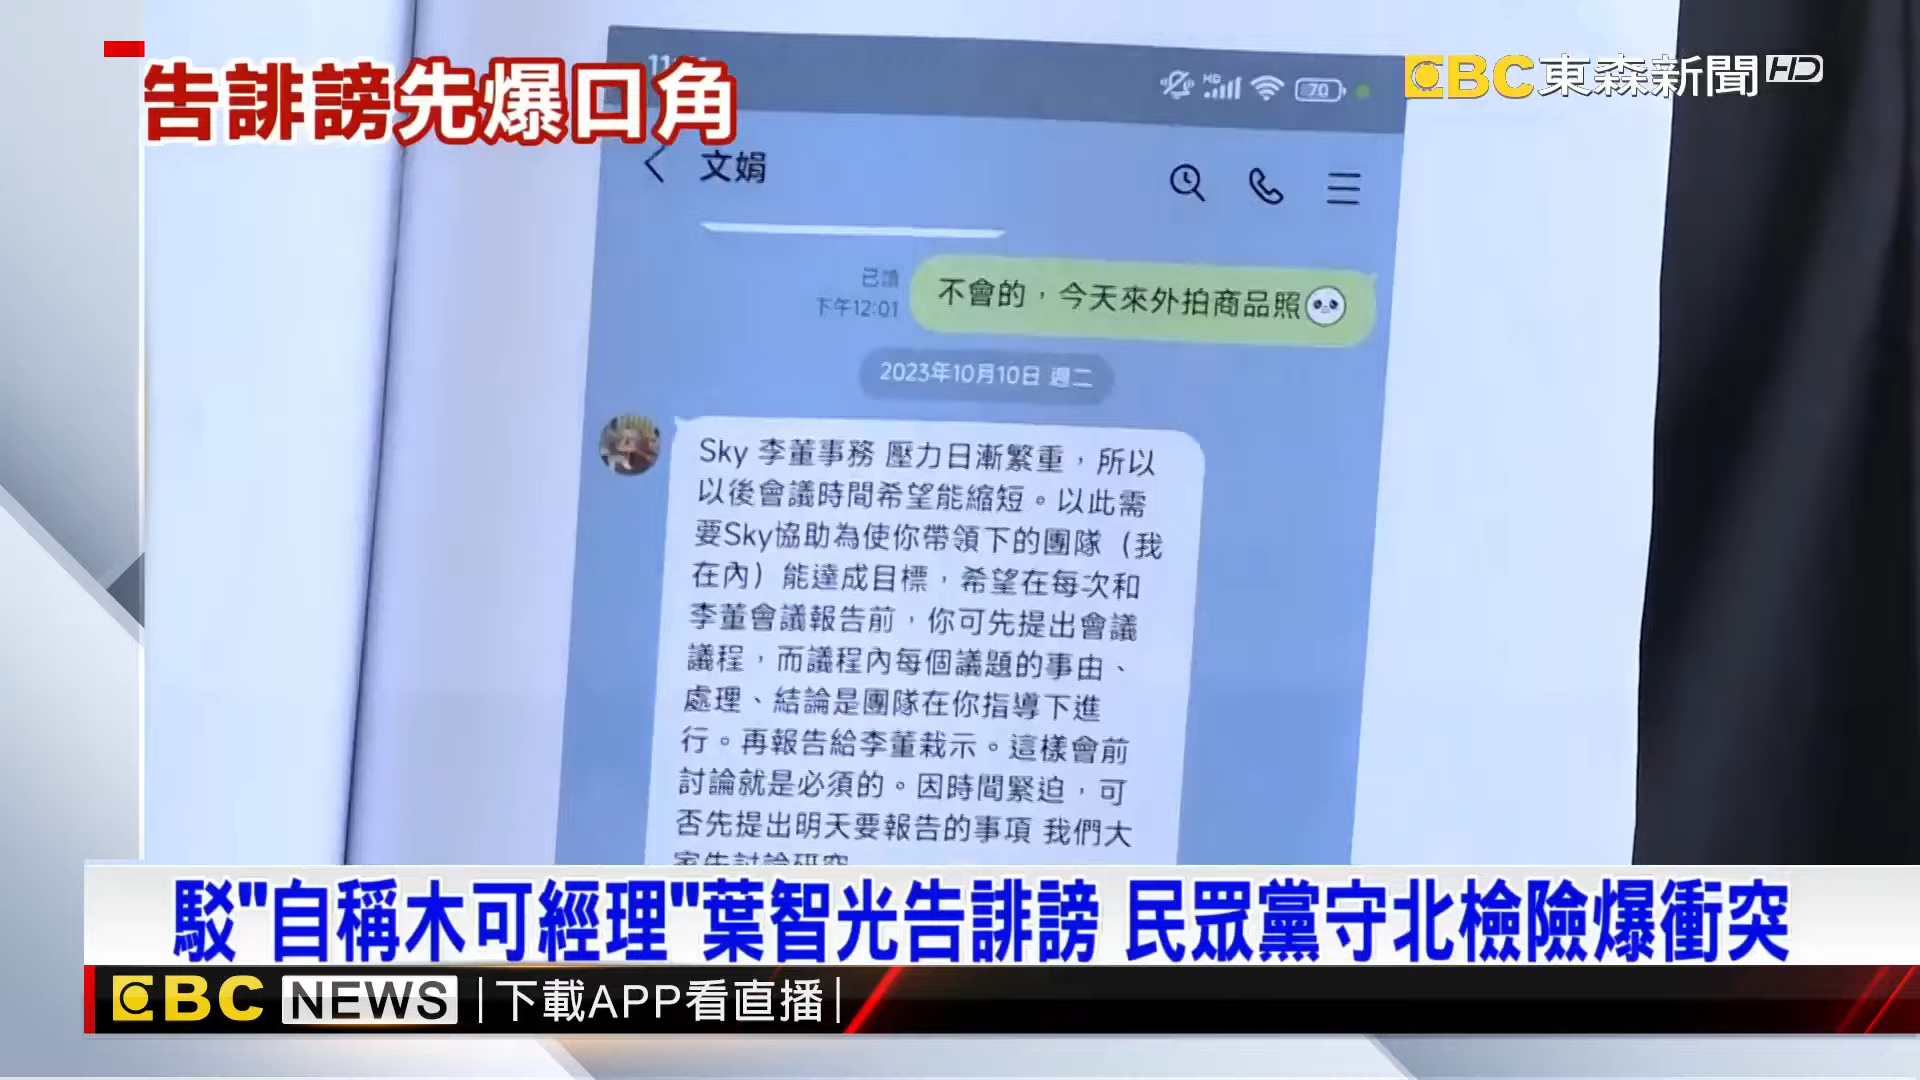 告誹謗先爆口角
EBC東森新聞HD
HD
70
文娟
已讀
下午12:01
不會的，今天來外拍商品照
2023年10月10日 週二
Sky 李董事務 壓力日漸繁重，所以
以後會議時間希望能縮短。以此需
要Sky協助為使你帶領下的團隊（我
在內）能達成目標，希望在每次和
李董會議報告前，你可先提出會議
議程，而議程內每個議題的事由、
處理、結論是團隊在你指導下進
行。再報告給李董裁示。這樣會前
討論就是必須的。因時間緊迫，可
否先提出明天要報告的事項 我們大
駁"自稱木可經理"葉智光告誹謗 民眾黨守北檢險爆衝突
EBC NEWS |下載APP看直播|